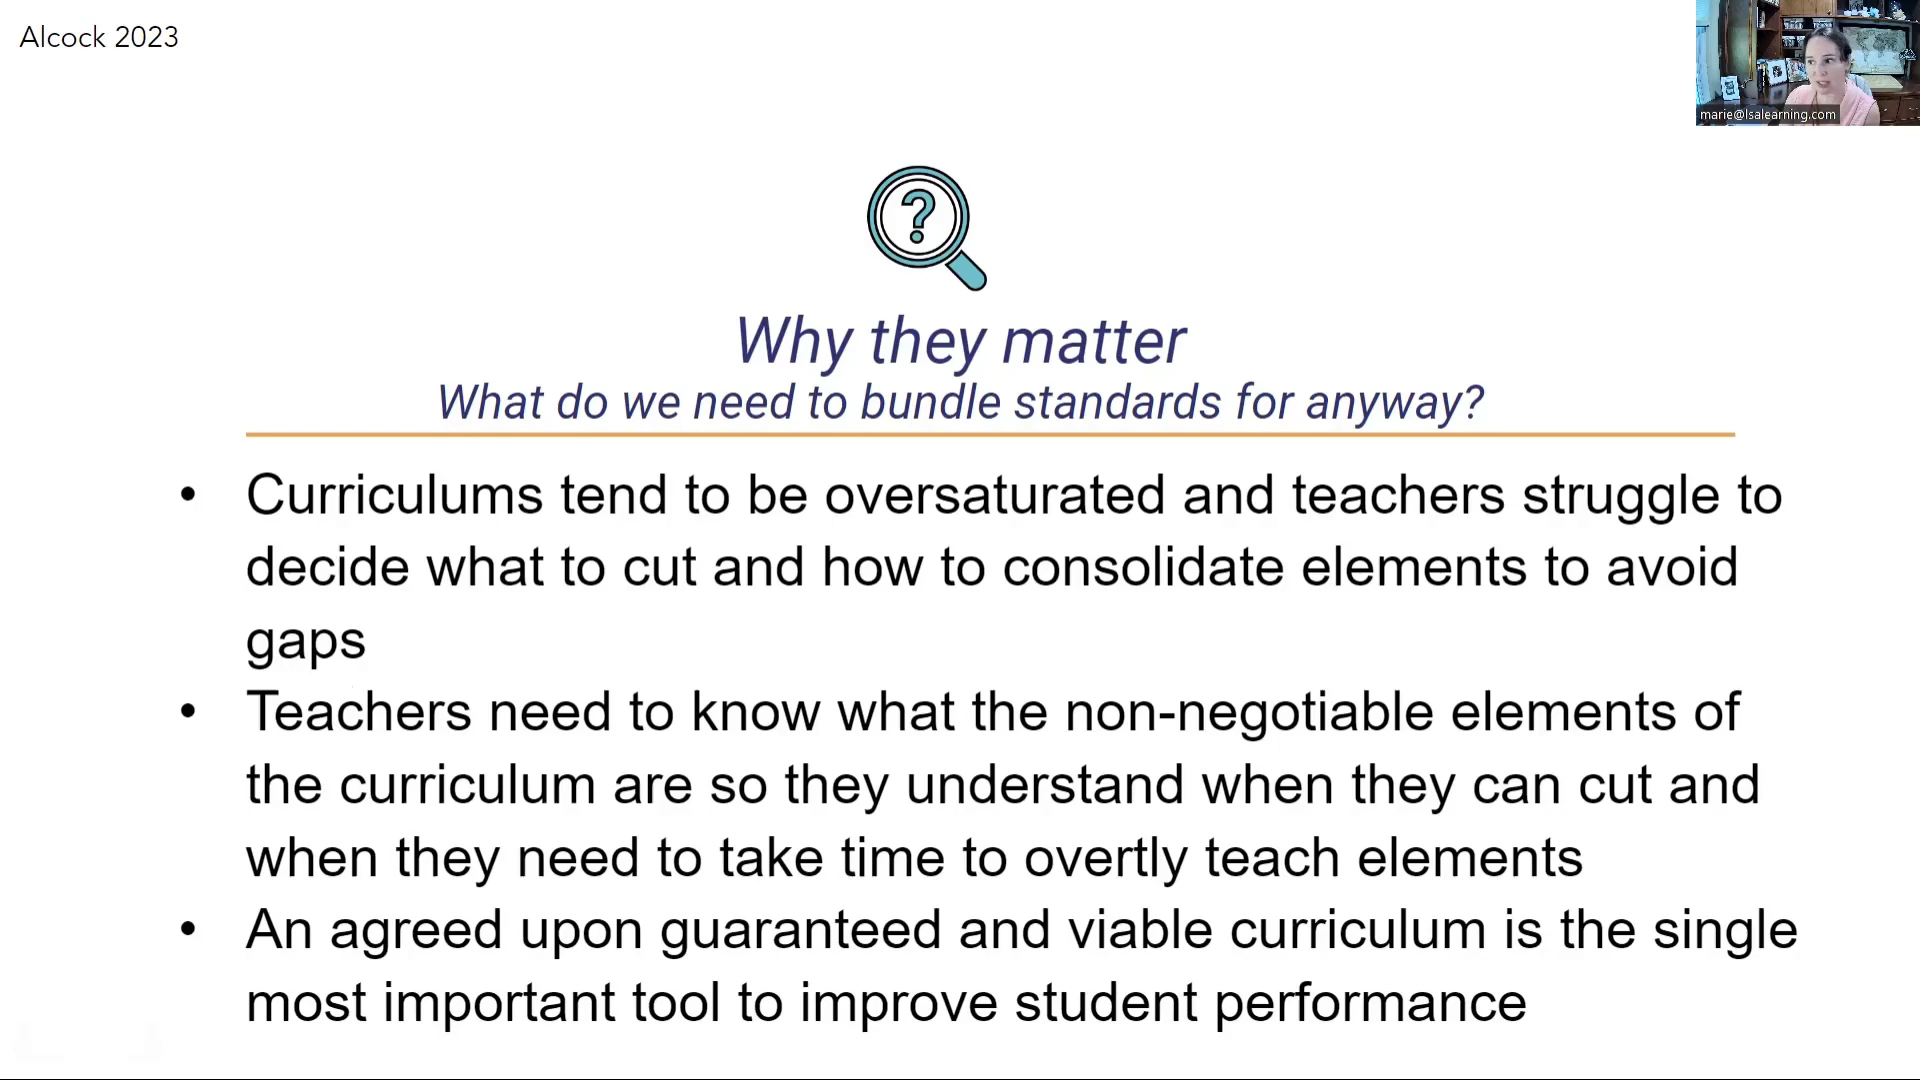 Alcock 2023
marie@lsalearning.com
?
Why they matter
What do we need to bundle standards for anyway?
• Curriculums tend to be oversaturated and teachers struggle to
decide what to cut and how to consolidate elements to avoid
gaps
• Teachers need to know what the non-negotiable elements of
the curriculum are so they understand when they can cut and
when they need to take time to overtly teach elements
• An agreed upon guaranteed and viable curriculum is the single
most important tool to improve student performance